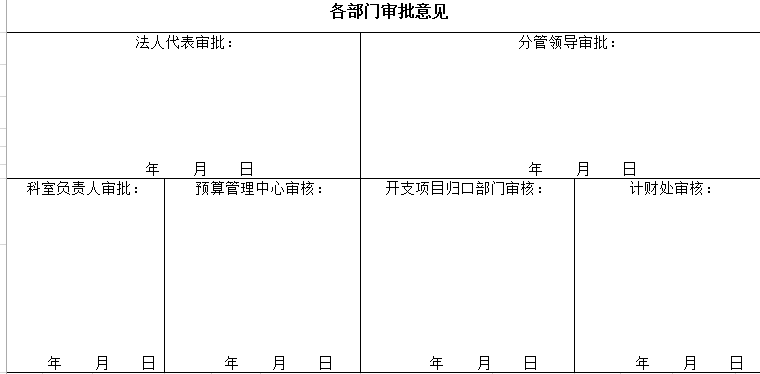 各部门审批意见
法人代表审批： 分管领导审批：
年 月 日 年 月 日
科室负责人审批： 预算管理中心审核： 开支项目归口部门审核： 计财处审核：
年 月 日 年 月 日 年 月 日 年 月 日